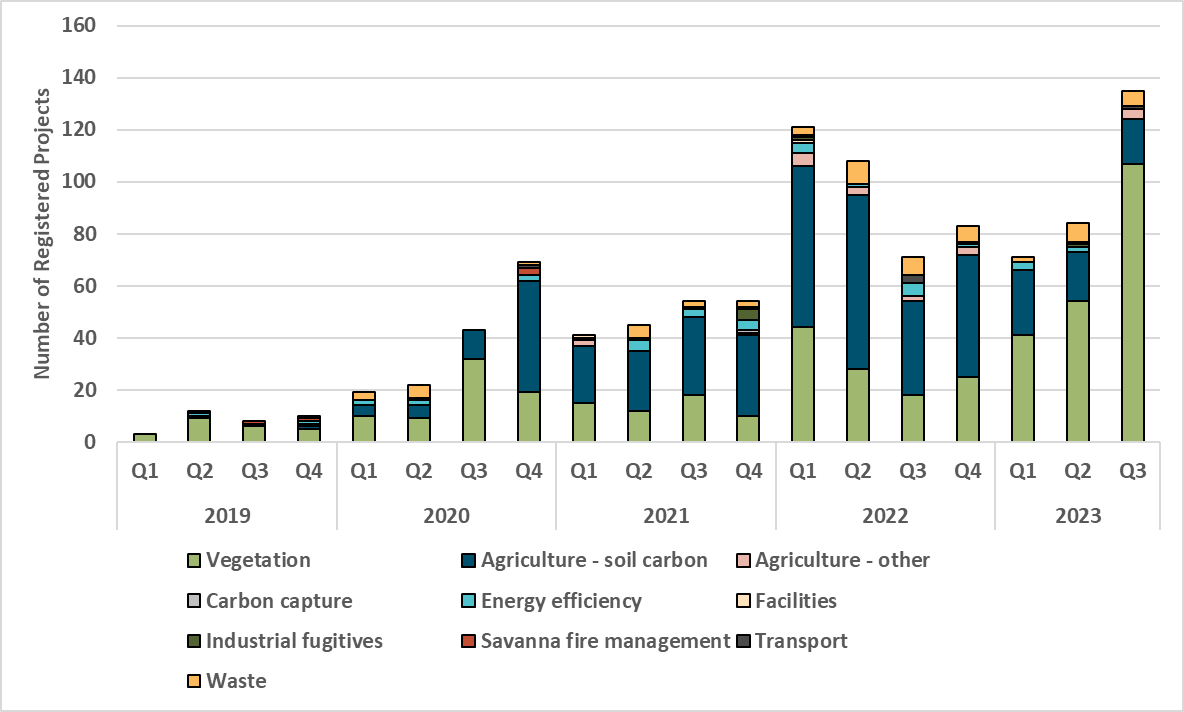 160
140
120
100
80
60
40
20
0
Number of Registered Projects
Q1 Q2 Q3 Q4 Q1 Q2 Q3 Q4 Q1 Q2 Q3 Q4 Q1 Q2 Q3 Q4 Q1 Q2 Q3
2019 2020 2021 2022 2023
Vegetation Agriculture - soil carbon Agriculture - other
Carbon capture Energy efficiency Facilities
Industrial fugitives Savanna fire management Transport
Waste